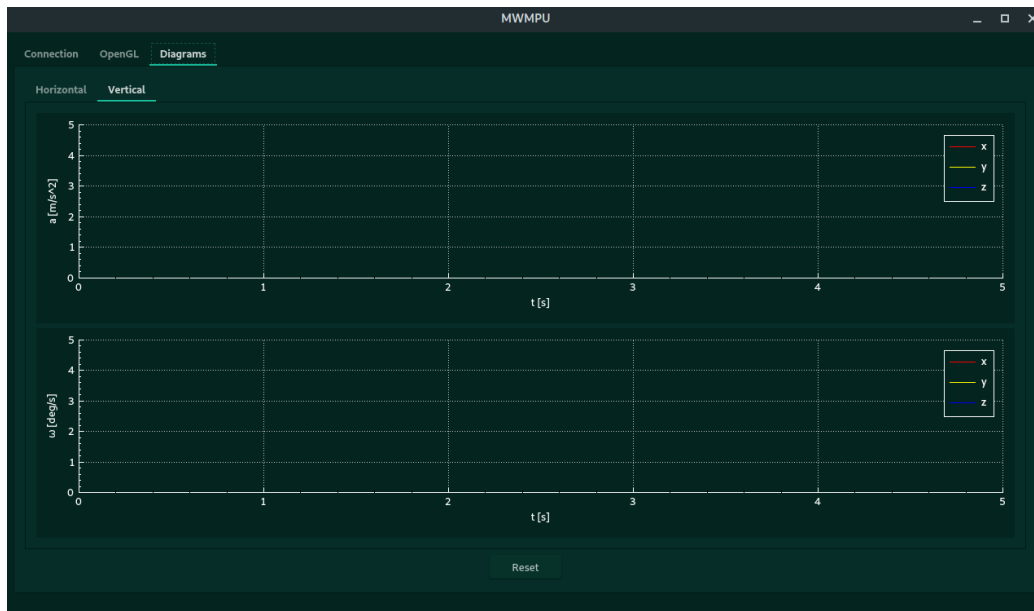 MWMPU
Connection OpenGL Diagrams
Horizontal Vertical
5
4
3
2
1
0
a [m/s^2]
0 1 2 3 4 5
t [s]
x
y
z
5
4
3
2
1
0
ω [deg/s]
0 1 2 3 4 5
t [s]
x
y
z
Reset